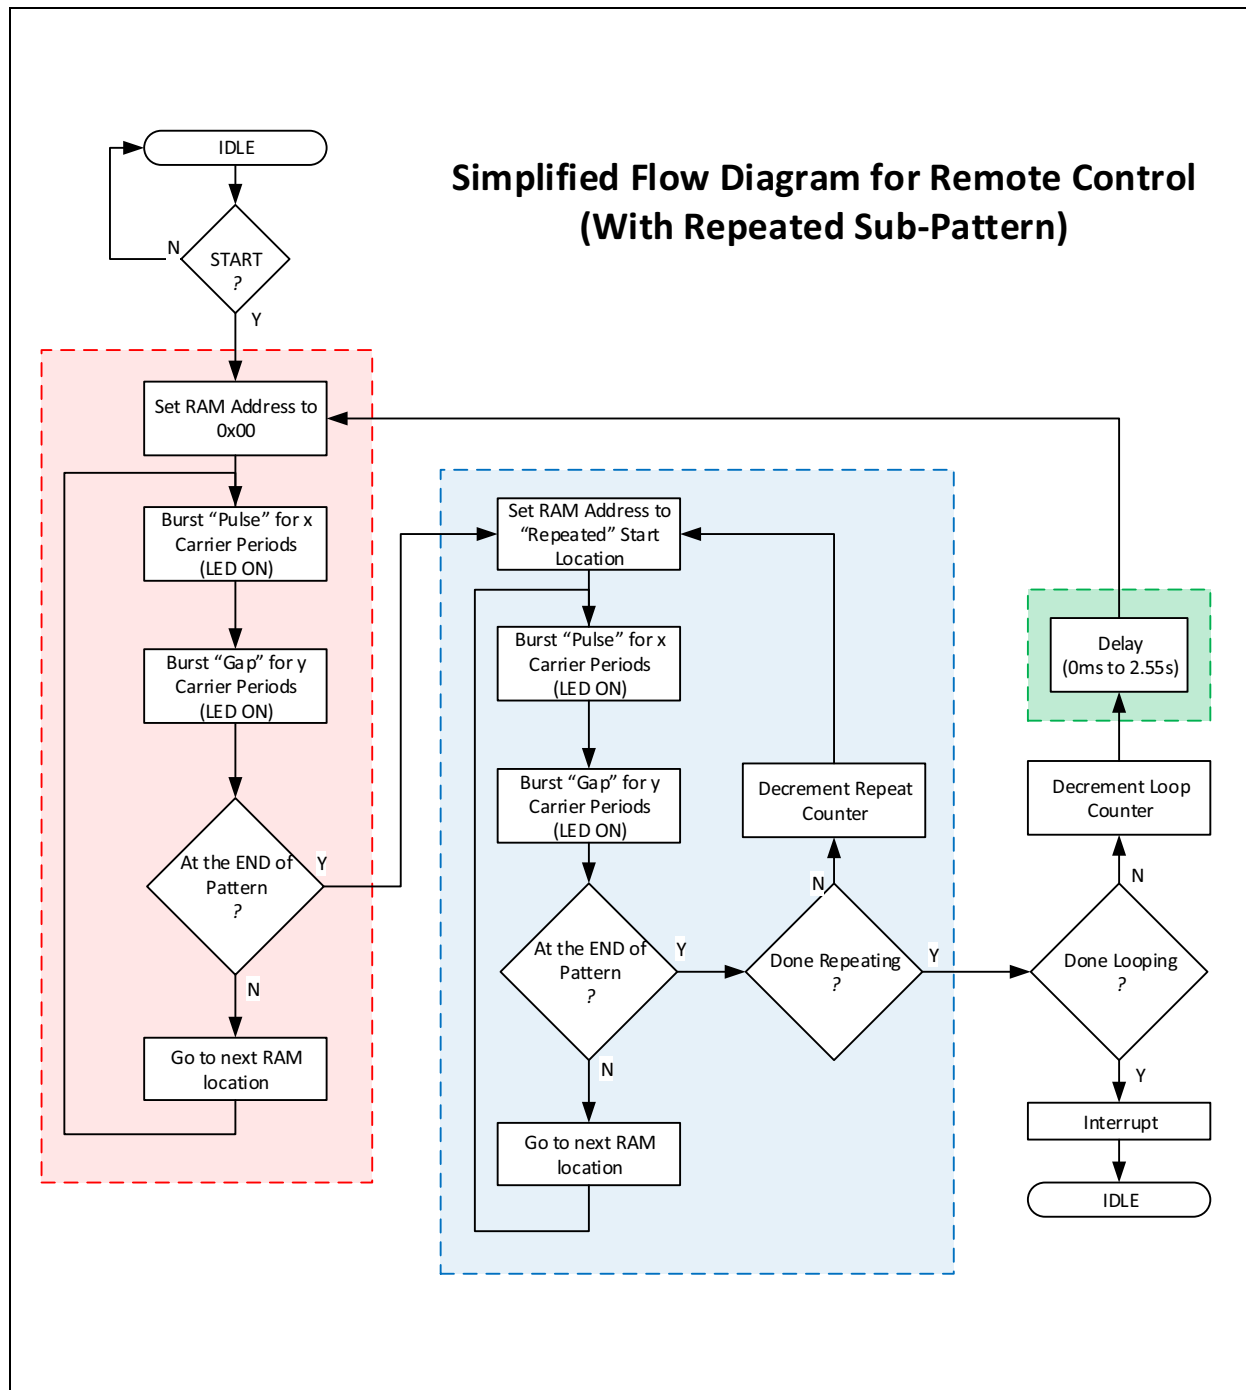 Simplified Flow Diagram for Remote Control
(With Repeated Sub-Pattern)
IDLE
START
?
N
Y
Set RAM Address to
0x00
Burst “Pulse” for x
Carrier Periods
(LED ON)
Burst “Gap” for y
Carrier Periods
(LED ON)
At the END of
Pattern
?
Y
N
Go to next RAM
location
Set RAM Address to
“Repeated” Start
Location
Burst “Pulse” for x
Carrier Periods
(LED ON)
Burst “Gap” for y
Carrier Periods
(LED ON)
At the END of
Pattern
?
Y
N
Go to next RAM
location
Decrement Repeat
Counter
N
Done Repeating
?
Y
Delay
(0ms to 2.55s)
Decrement Loop
Counter
N
Done Looping
?
Y
Interrupt
IDLE